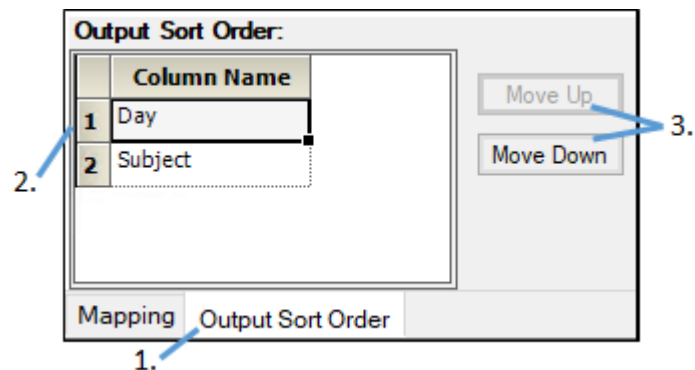 Output Sort Order:
Column Name
1 Day
2 Subject
Move Up
Move Down
2.
3.
Mapping Output Sort Order
1.